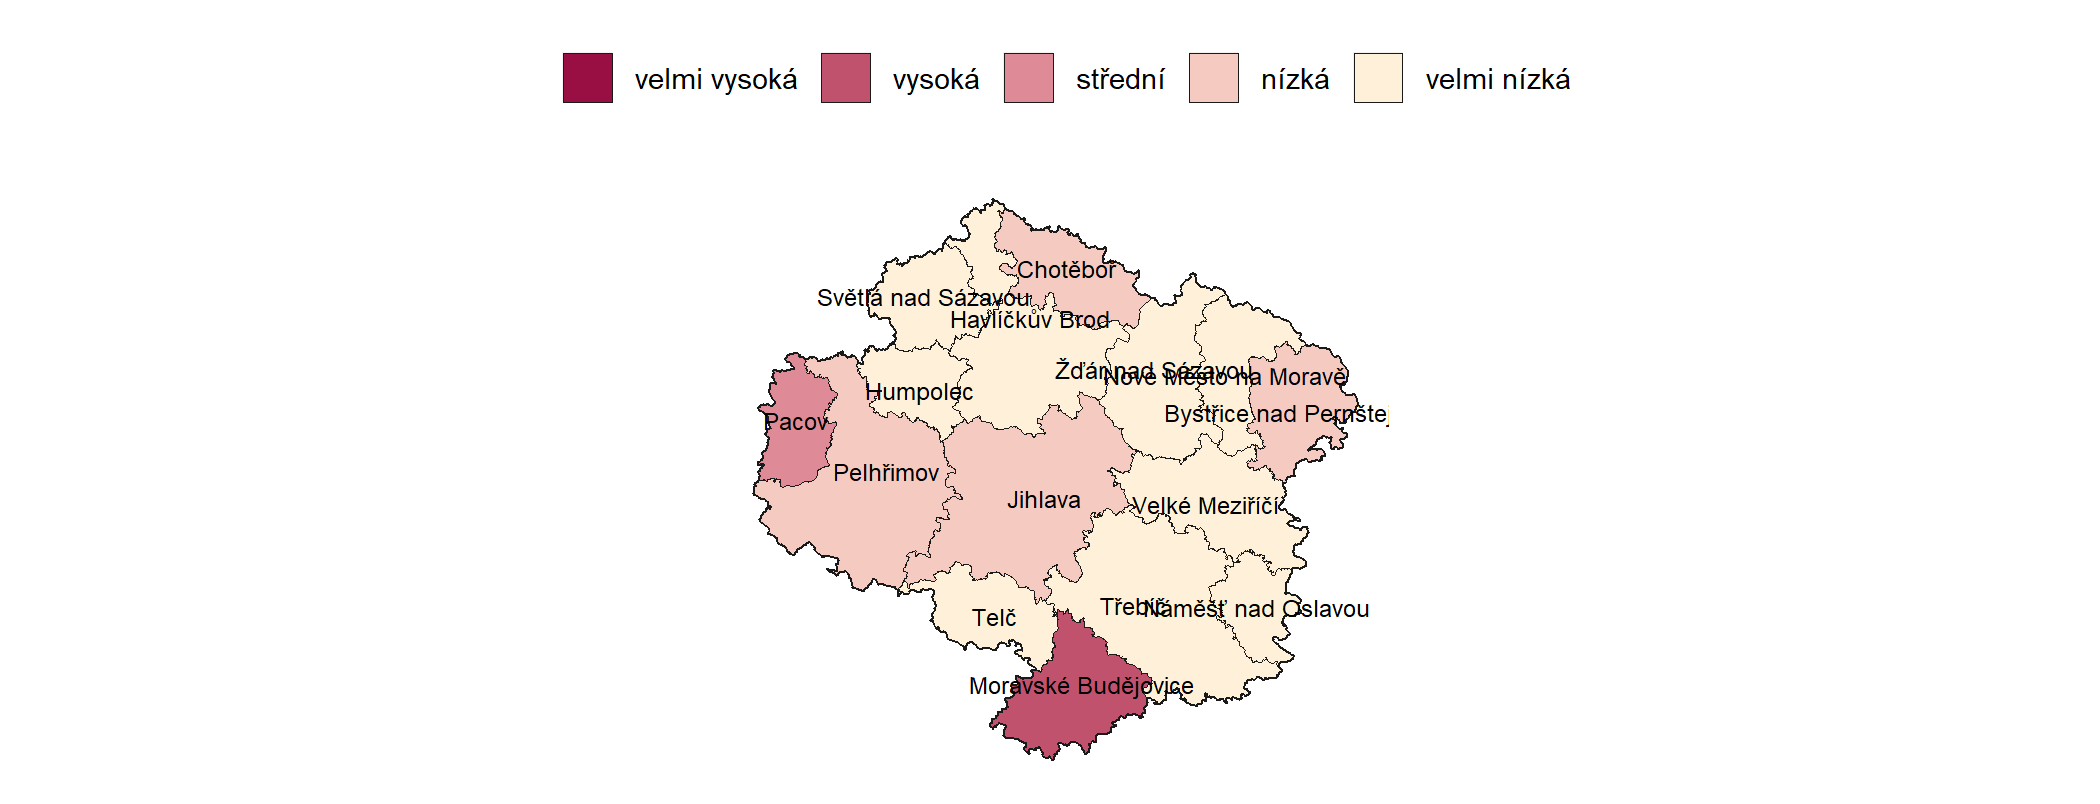 velmi vysoká
vysoká
střední
nízká
velmi nízká
Chotěboř
Světlá nad Sázavou
Havlíčkův Brod
Žďár nad Sázavou
Nové Město na Moravě
Humpolec
Bystřice nad Pernštej
Pacov
Pelhřimov
Jihlava
Velké Meziříčí
Třebíč
Náměšť nad Oslavou
Telč
Moravské Budějovice